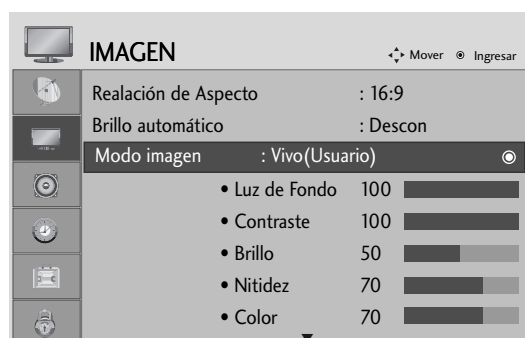 IMAGEN Mover Ingresar
Realación de Aspecto : 16:9
Brillo automático : Descon
Modo imagen : Vivo(Usuario)
• Luz de Fondo 100
• Contraste 100
• Brillo 50
• Nitidez 70
• Color 70